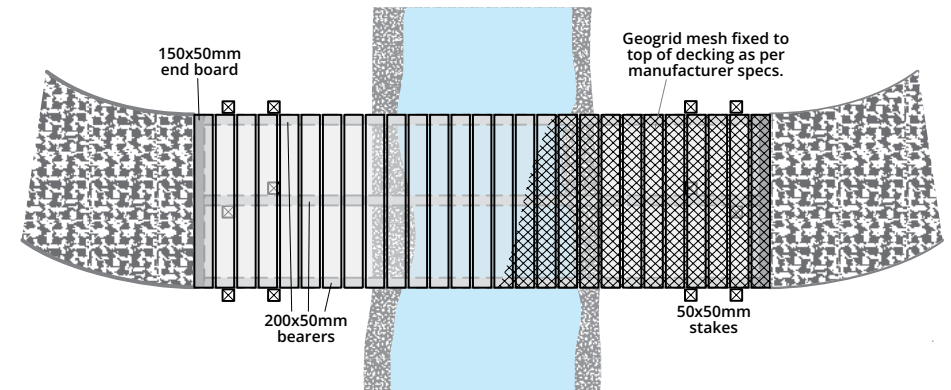 150x50mm
end board
Geogrid mesh fixed to
top of decking as per
manufacturer specs.
200x50mm
bearers
50x50mm
stakes